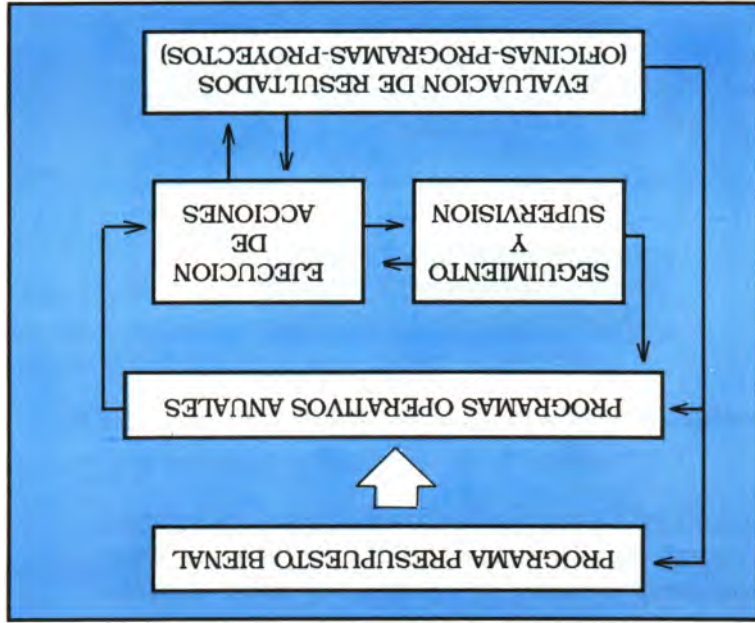 PROGRAMA PRESUPUESTO BIENAL
PROGRAMAS OPERATIVOS ANUALES
SEGUIMIENTO
Y
SUPERVISION
EJECUCION
DE
ACCIONES
EVALUACION DE RESULTADOS
(OFICINAS-PROGRAMAS-PROYECTOS)